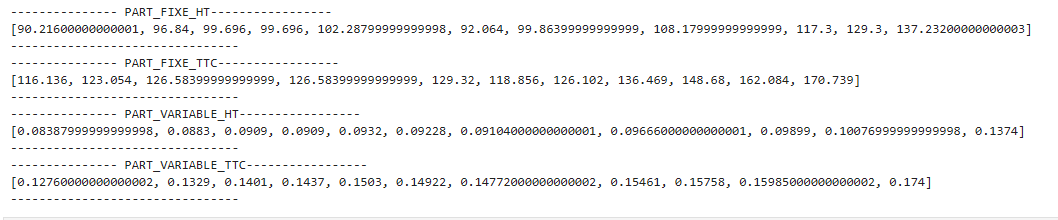 --------------- PART_FIXE_HT-----------------
[90.21600000000001, 96.84, 99.696, 99.696, 102.28799999999998, 92.064, 99.86399999999999, 108.17999999999999, 117.3, 129.3, 137.23200000000003]
--------------------------------
--------------- PART_FIXE_TTC-----------------
[116.136, 123.054, 126.58399999999999, 126.58399999999999, 129.32, 118.856, 126.102, 136.469, 148.68, 162.084, 170.739]
--------------------------------
--------------- PART_VARIABLE_HT-----------------
[0.08387999999999998, 0.0883, 0.0909, 0.0909, 0.0932, 0.09228, 0.09104000000000001, 0.09666000000000001, 0.09899, 0.10076999999999998, 0.1374]
--------------------------------
--------------- PART_VARIABLE_TTC-----------------
[0.12760000000000002, 0.1329, 0.1401, 0.1437, 0.1503, 0.14922, 0.14772000000000002, 0.15461, 0.15758, 0.15985000000000002, 0.174]
--------------------------------